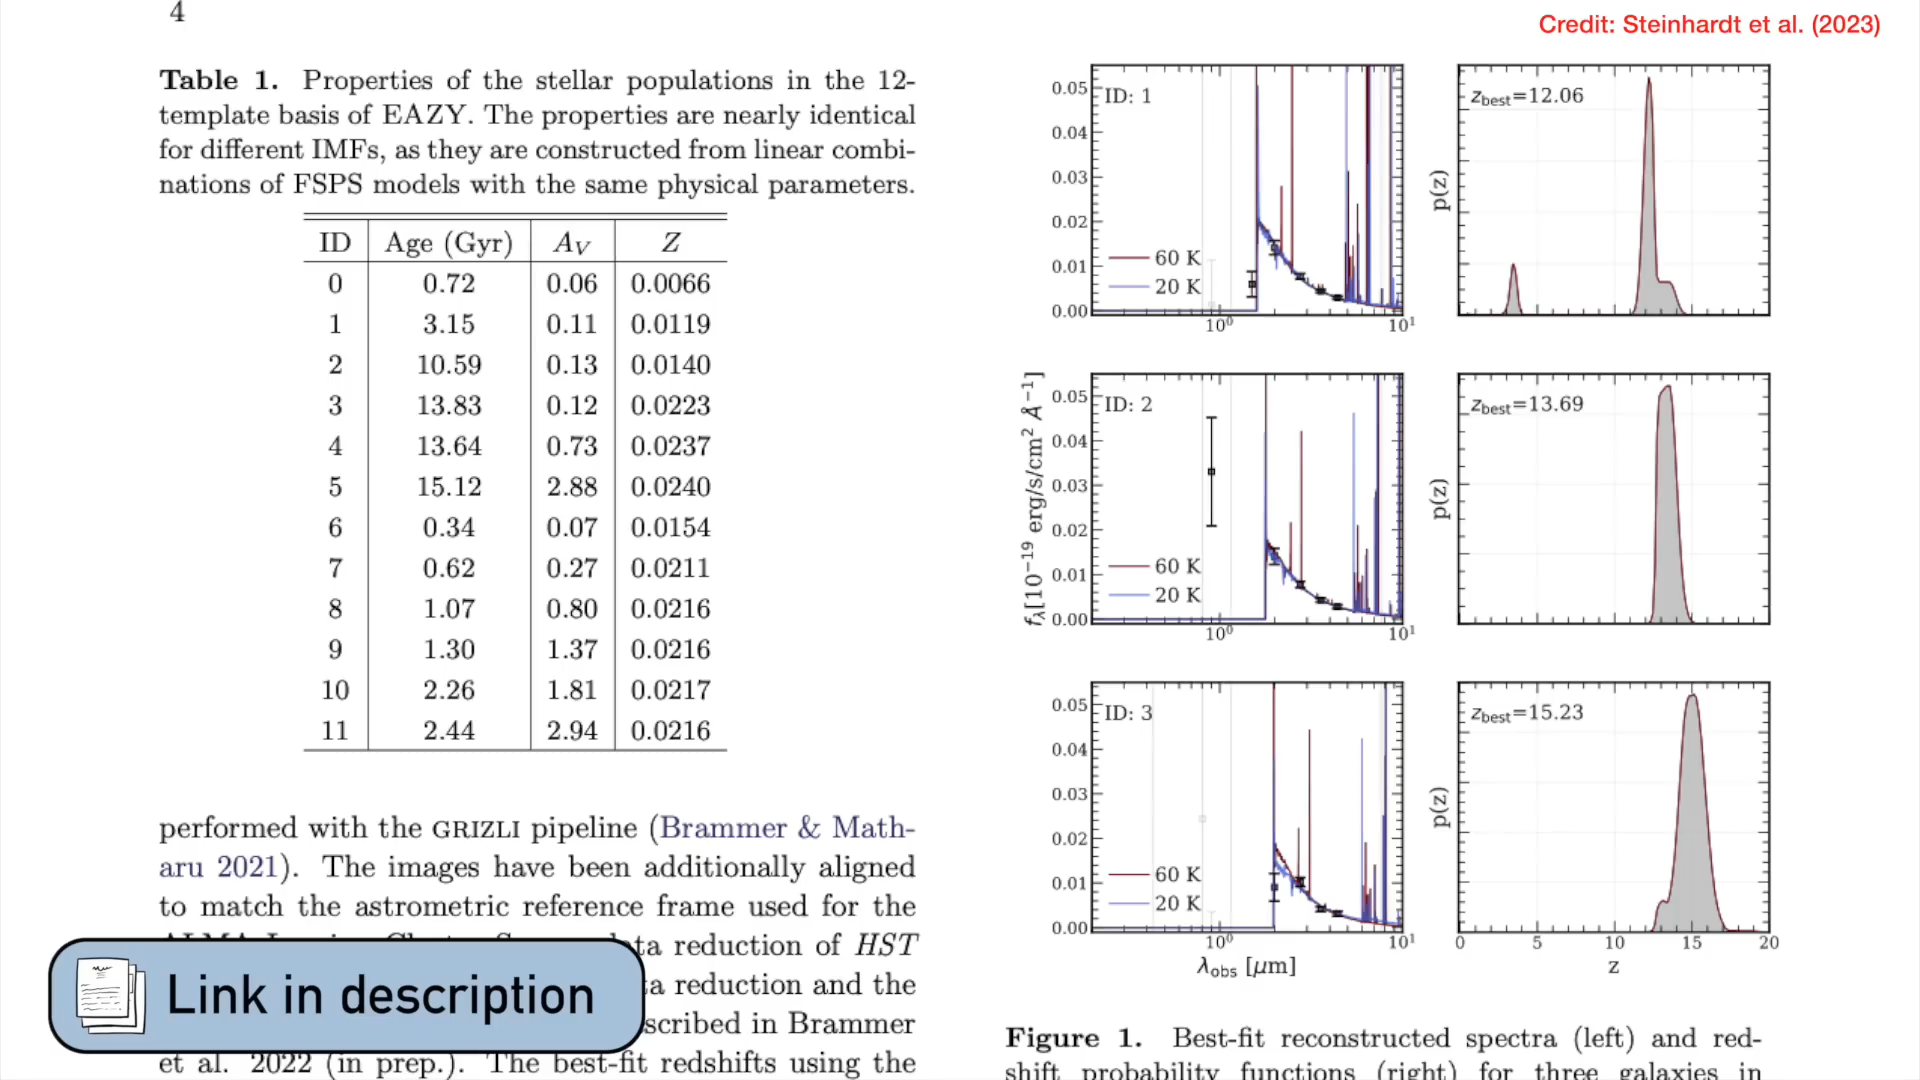 4
Credit: Steinhardt et al. (2023)
Table 1. Properties of the stellar populations in the 12-
template basis of EAZY. The properties are nearly identical
for different IMFs, as they are constructed from linear combi-
nations of FSPS models with the same physical parameters.
ID Age (Gyr) A_V Z
0 0.72 0.06 0.0066
1 3.15 0.11 0.0119
2 10.59 0.13 0.0140
3 13.83 0.12 0.0223
4 13.64 0.73 0.0237
5 15.12 2.88 0.0240
6 0.34 0.07 0.0154
7 0.62 0.27 0.0211
8 1.07 0.80 0.0216
9 1.30 1.37 0.0216
10 2.26 1.81 0.0217
11 2.44 2.94 0.0216
performed with the GRIZLI pipeline (Brammer & Math-
aru 2021). The images have been additionally aligned
to match the astrometric reference frame used for the
ta reduction of HST
ta reduction and the
scribed in Brammer
et al. 2022 (in prep.). The best-fit redshifts using the
Link in description
ID: 1
0.05
0.04
0.03
0.02
0.01
0.00
60 K
20 K
10⁰ 10¹
z_best=12.06
p(z)
ID: 2
0.05
0.04
0.03
0.02
0.01
0.00
60 K
20 K
10⁰ 10¹
f_λ[10⁻¹⁹ erg/s/cm² Å⁻¹]
z_best=13.69
p(z)
ID: 3
0.05
0.04
0.03
0.02
0.01
0.00
60 K
20 K
10⁰ 10¹
λ_obs [μm]
z_best=15.23
p(z)
0 5 10 15 20
z
Figure 1. Best-fit reconstructed spectra (left) and red-
shift probability functions (right) for three galaxies in